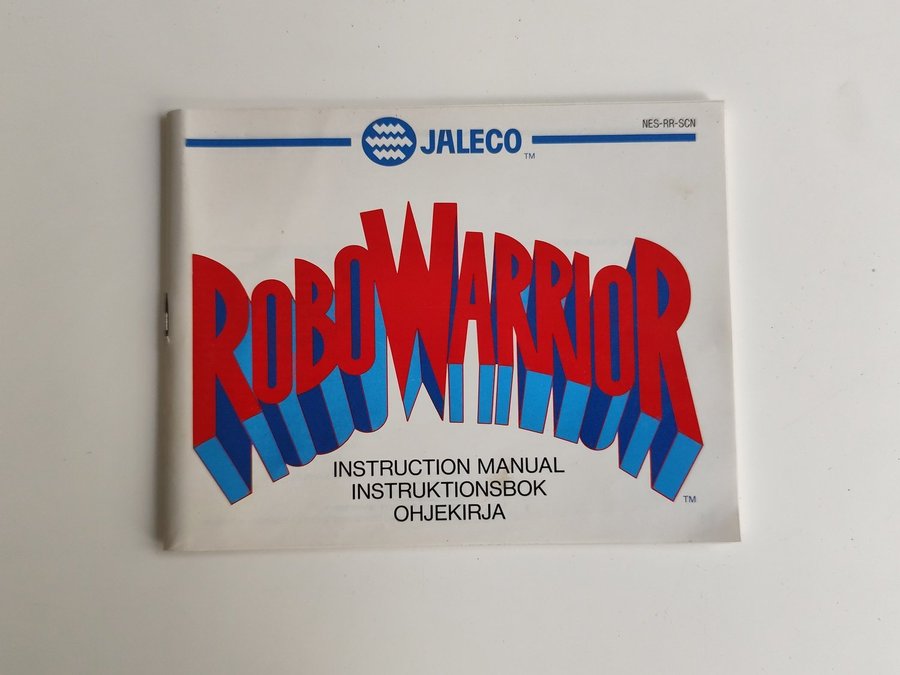 NES-RR-SCN
JALECO TM
ROBOWARRIOR
INSTRUCTION MANUAL
INSTRUKTIONSBOK
OHJEKIRJA
TM